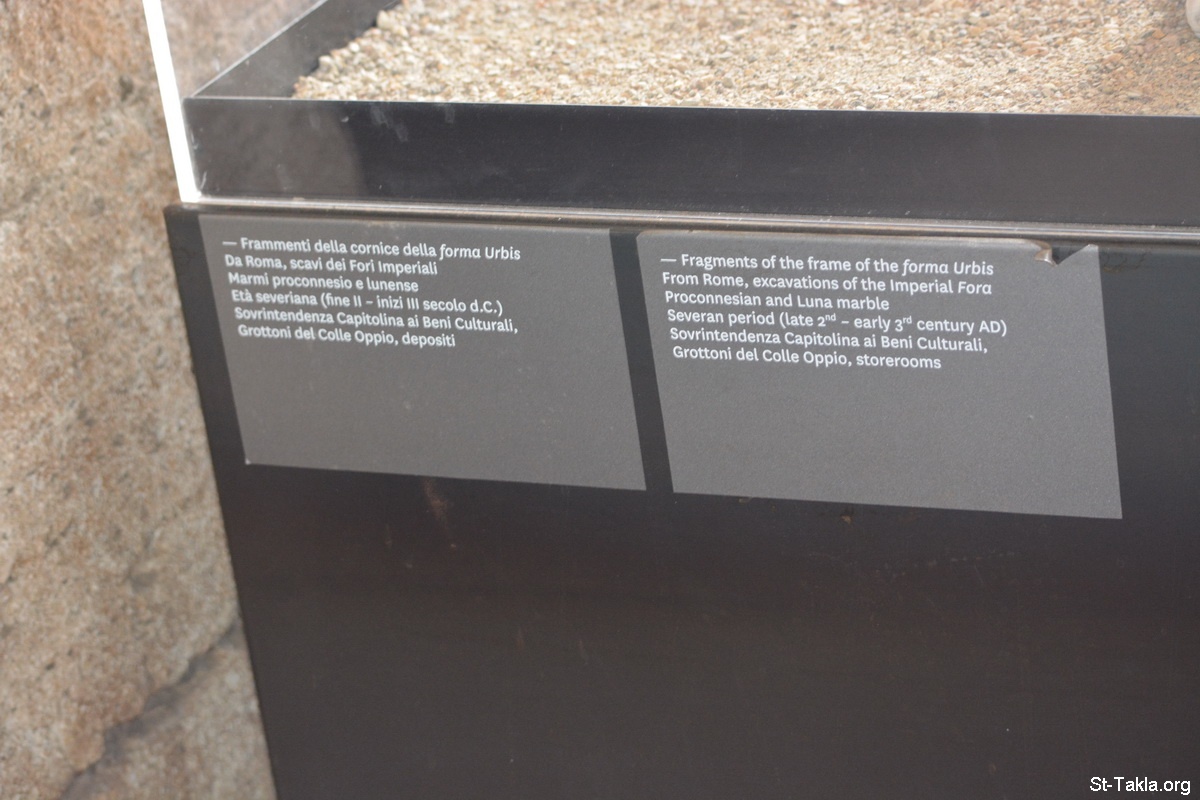 — Frammenti della cornice della forma Urbis
Da Roma, scavi dei Fori Imperiali
Marmi proconnesio e lunense
Età severiana (fine II – inizi III secolo d.C.)
Sovrintendenza Capitolina ai Beni Culturali,
Grottoni del Colle Oppio, depositi
— Fragments of the frame of the forma Urbis
From Rome, excavations of the Imperial Fora
Proconnesian and Luna marble
Severan period (late 2nd – early 3rd century AD)
Sovrintendenza Capitolina ai Beni Culturali,
Grottoni del Colle Oppio, storerooms
St-Takla.org